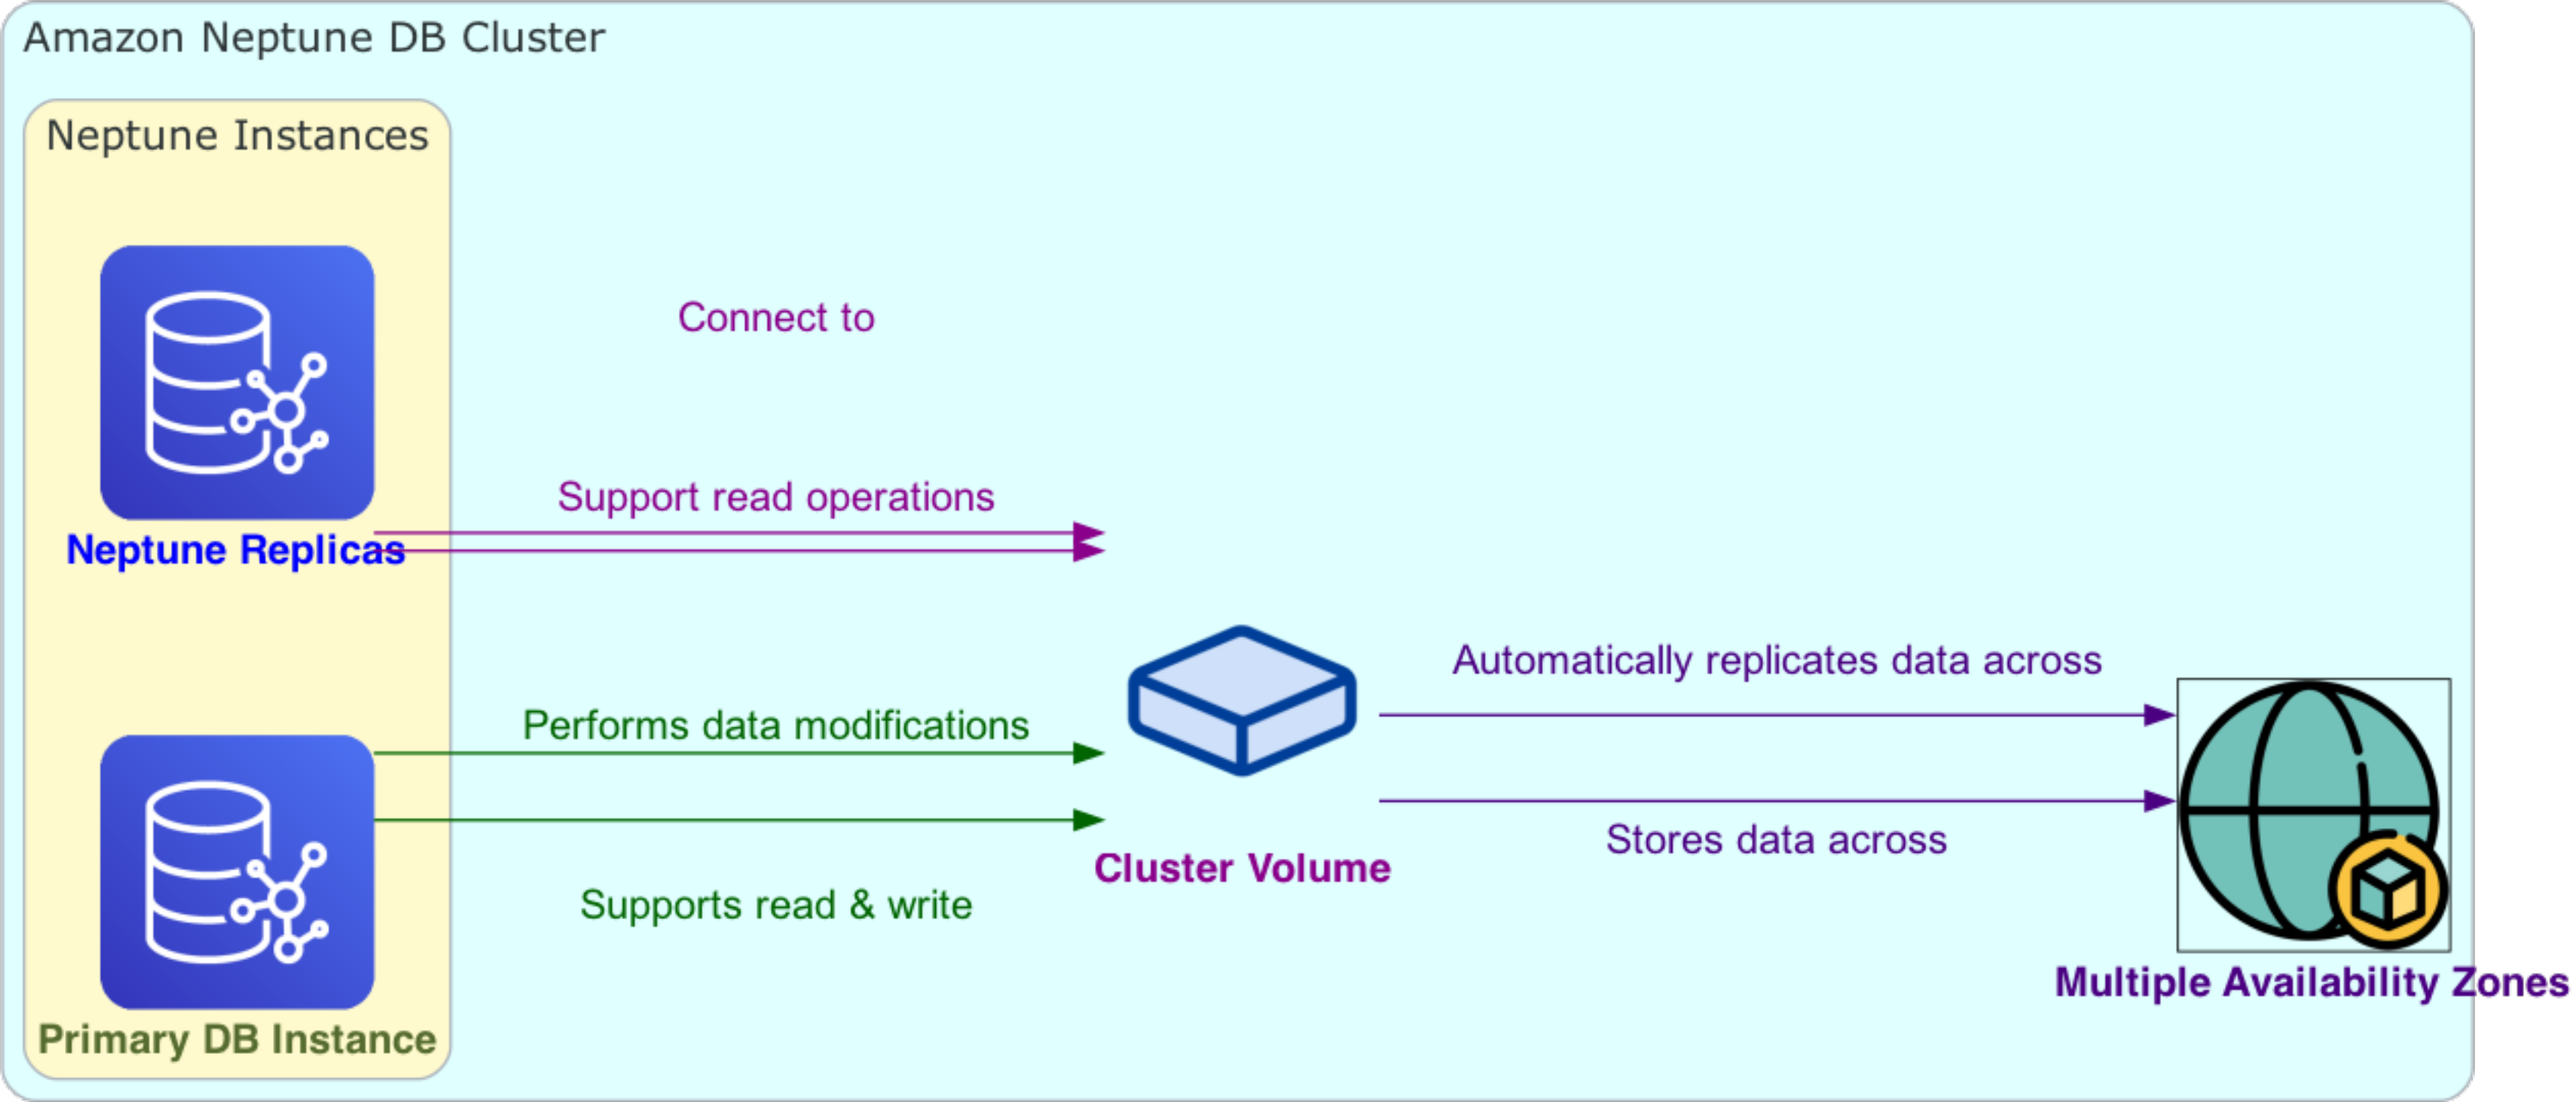 Amazon Neptune DB Cluster
Neptune Instances
Connect to
Support read operations
Neptune Replicas
Automatically replicates data across
Performs data modifications
Stores data across
Cluster Volume
Supports read & write
Multiple Availability Zones
Primary DB Instance